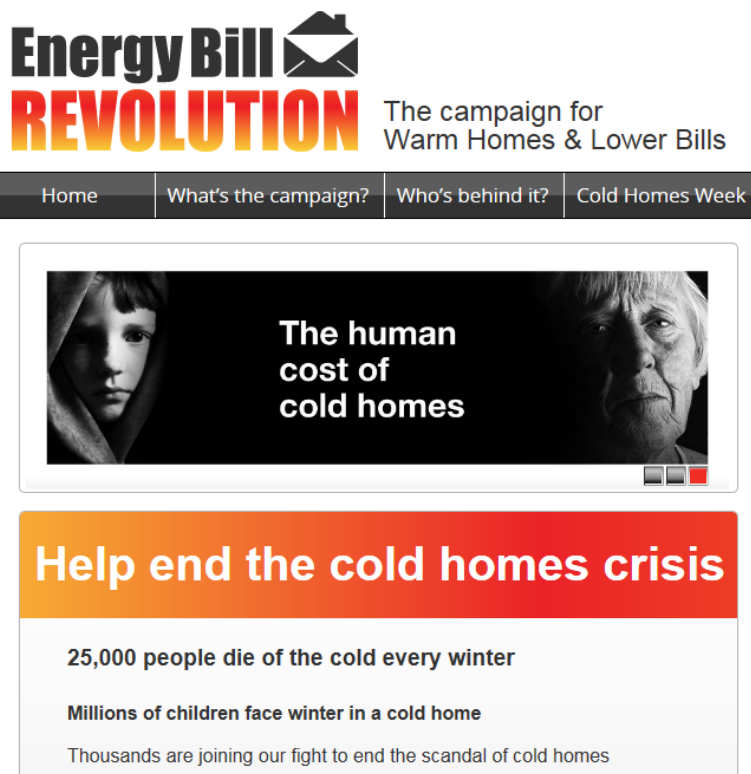 Energy Bill
REVOLUTION
The campaign for
Warm Homes & Lower Bills
Home
What's the campaign?
Who's behind it?
Cold Homes Week
The human
cost of
cold homes
Help end the cold homes crisis
25,000 people die of the cold every winter
Millions of children face winter in a cold home
Thousands are joining our fight to end the scandal of cold homes